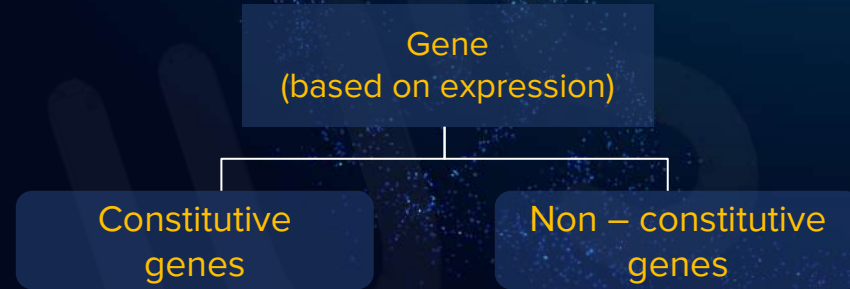 Gene
(based on expression)
Constitutive
genes
Non – constitutive
genes